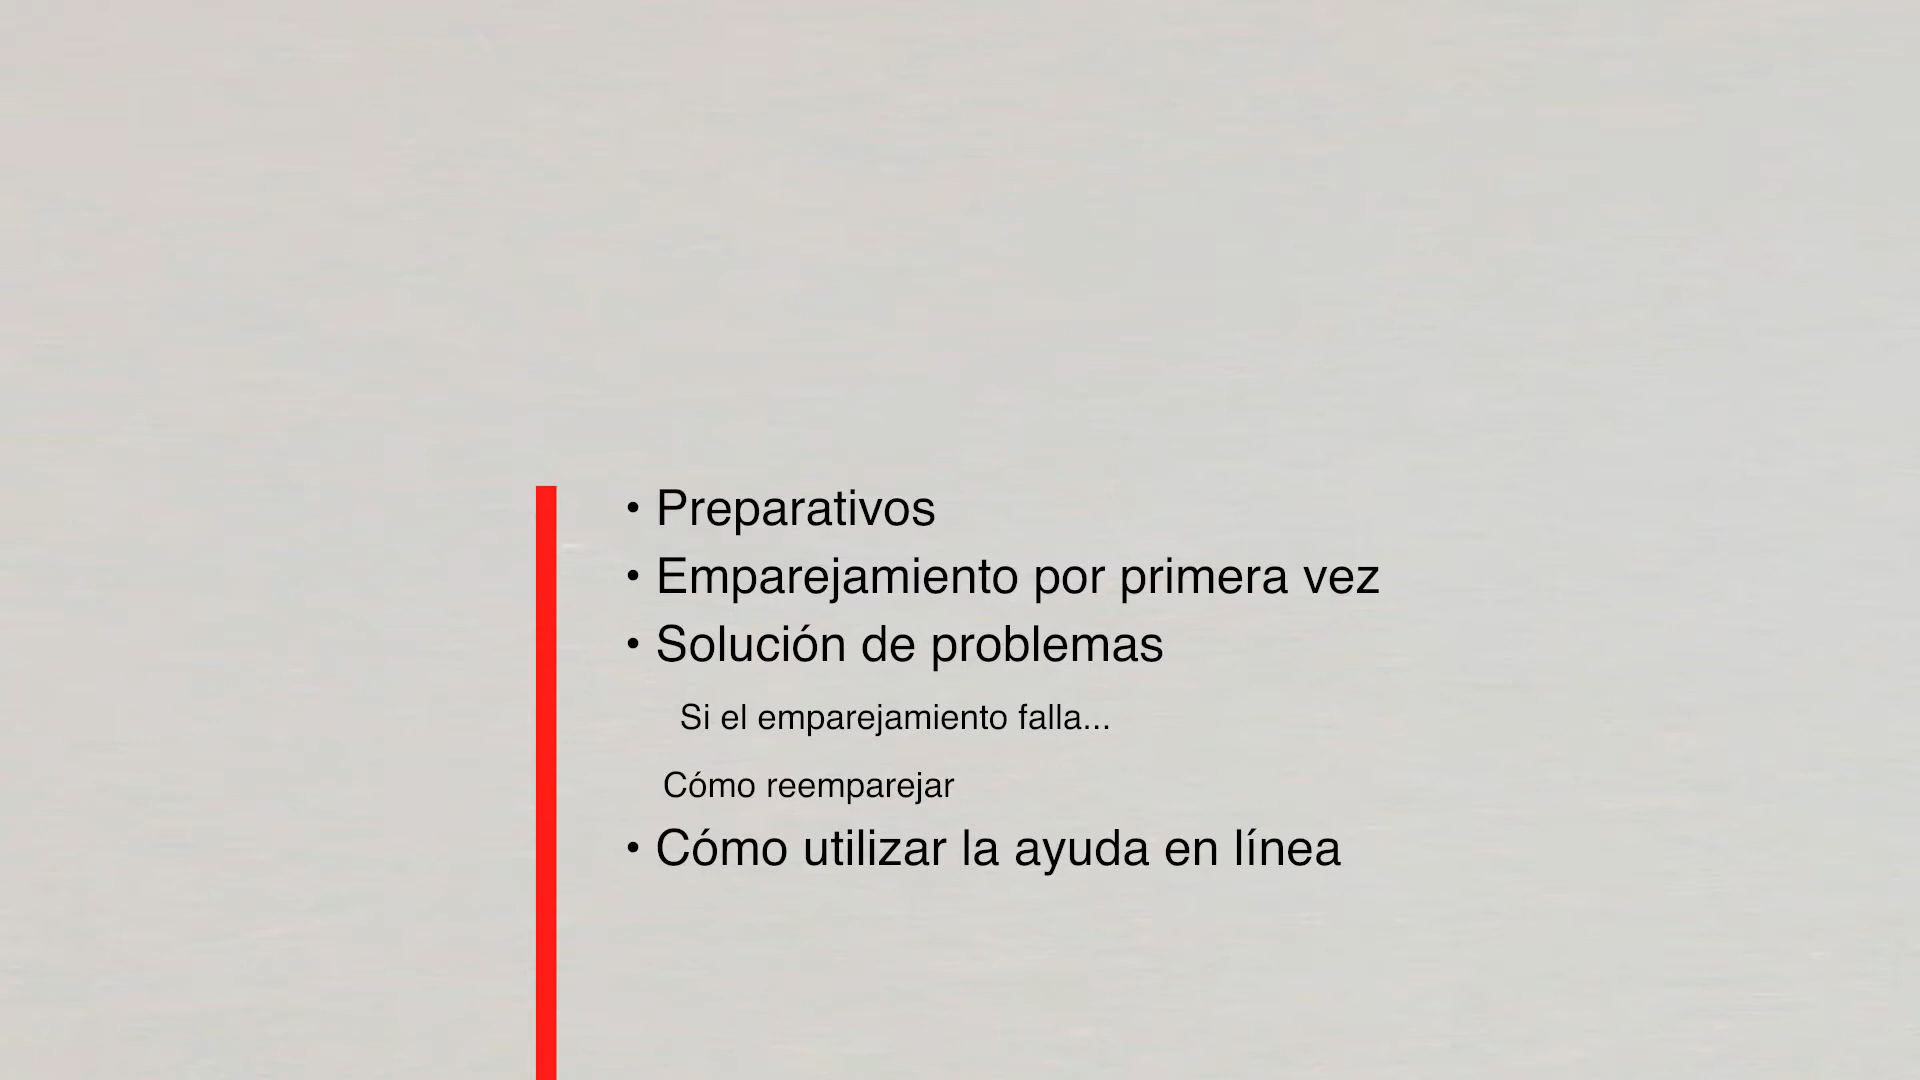 • Preparativos
• Emparejamiento por primera vez
• Solución de problemas
Si el emparejamiento falla...
Cómo reemparejar
• Cómo utilizar la ayuda en línea